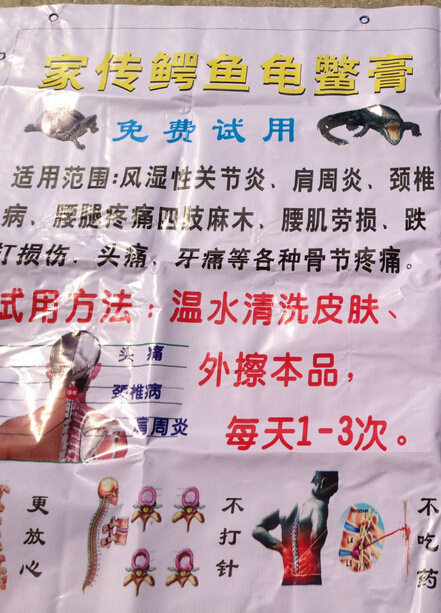 家传鳄鱼龟鳖膏
免费试用
适用范围:风湿性关节炎、肩周炎、颈椎
病、腰腿疼痛四肢麻木、腰肌劳损、跌
打损伤、头痛、牙痛等各种骨节疼痛。
试用方法：温水清洗皮肤、
外擦本品，
每天1-3次。
头痛
颈椎病
肩周炎
更放心
不打针
不吃药